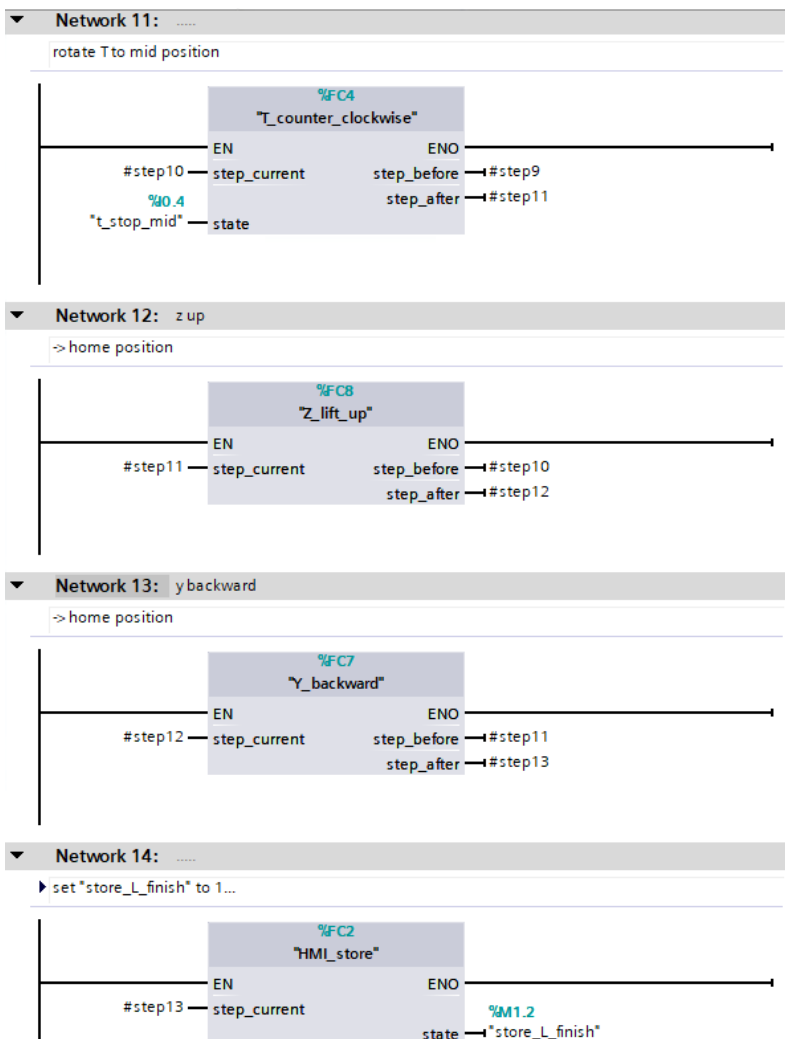 Network 11: .....
rotate T to mid position
%FC4
"T_counter_clockwise"
EN ENO
#step10 step_current step_before #step9
%I0.4 step_after #step11
"t_stop_mid" state
Network 12: z up
-> home position
%FC8
"Z_lift_up"
EN ENO
#step11 step_current step_before #step10
step_after #step12
Network 13: y backward
-> home position
%FC7
"Y_backward"
EN ENO
#step12 step_current step_before #step11
step_after #step13
Network 14: .....
set "store_L_finish" to 1...
%FC2
"HMI_store"
EN ENO
#step13 step_current %M1.2
state "store_L_finish"